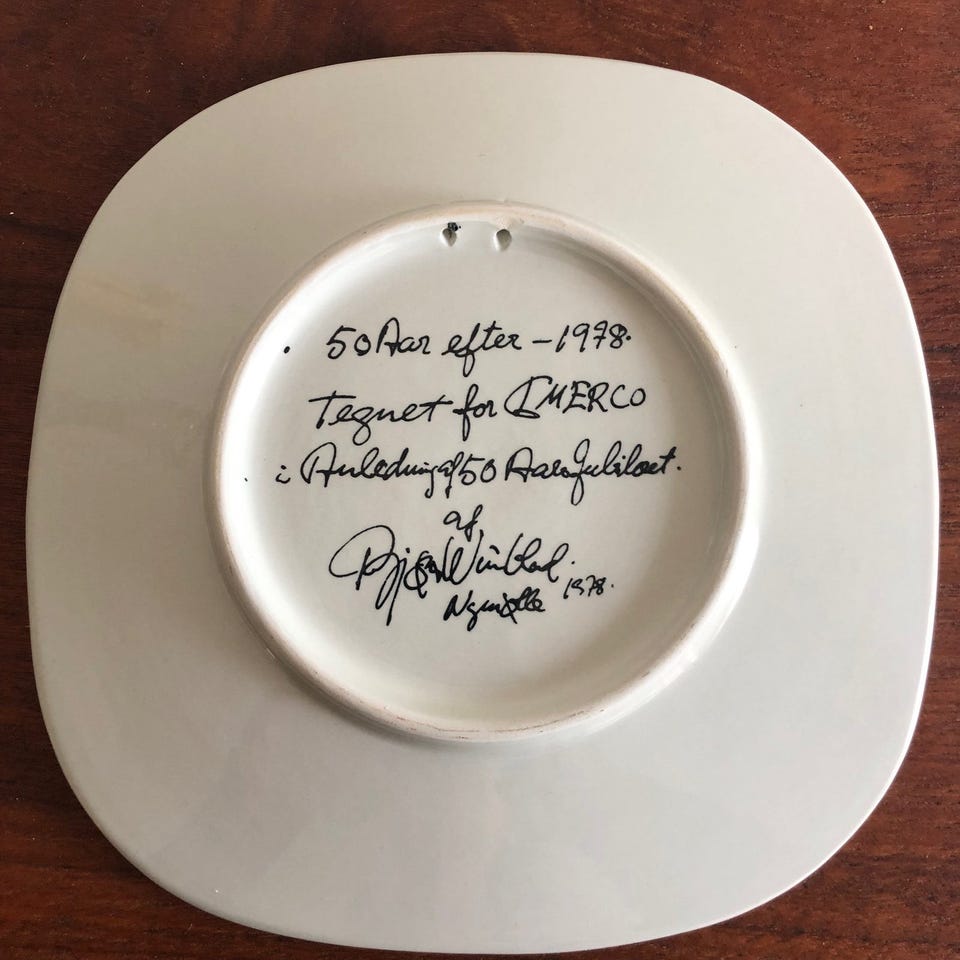 50 Aar efter – 1978.
Tegnet for IMERCO
i Anledning af 50 Aars Jubilæet.
af
Bjørn Wiinblad.
Nymølle 1978.